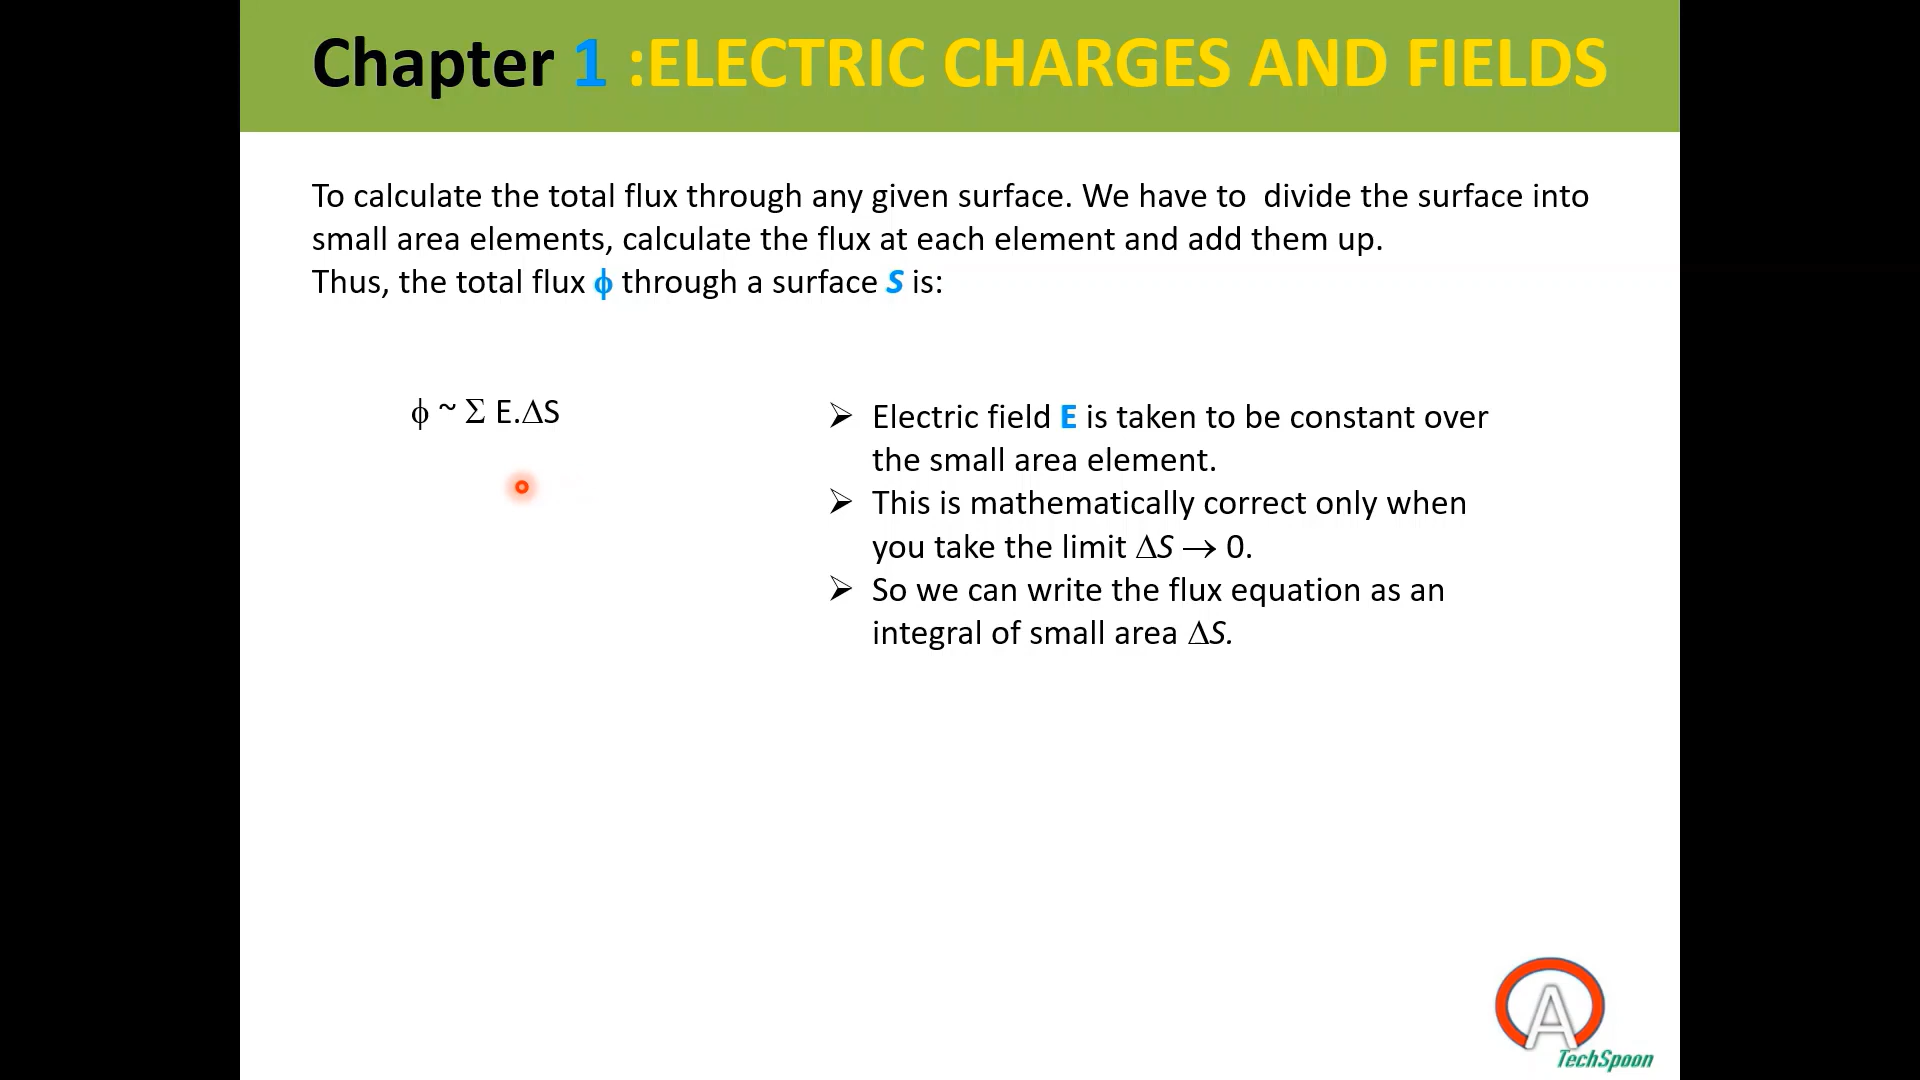 Chapter 1 :ELECTRIC CHARGES AND FIELDS
To calculate the total flux through any given surface. We have to  divide the surface into
small area elements, calculate the flux at each element and add them up.
Thus, the total flux ϕ through a surface S is:
ϕ ~ Σ E.ΔS
➢ Electric field E is taken to be constant over
the small area element.
➢ This is mathematically correct only when
you take the limit ΔS → 0.
➢ So we can write the flux equation as an
integral of small area ΔS.
A
TechSpoon